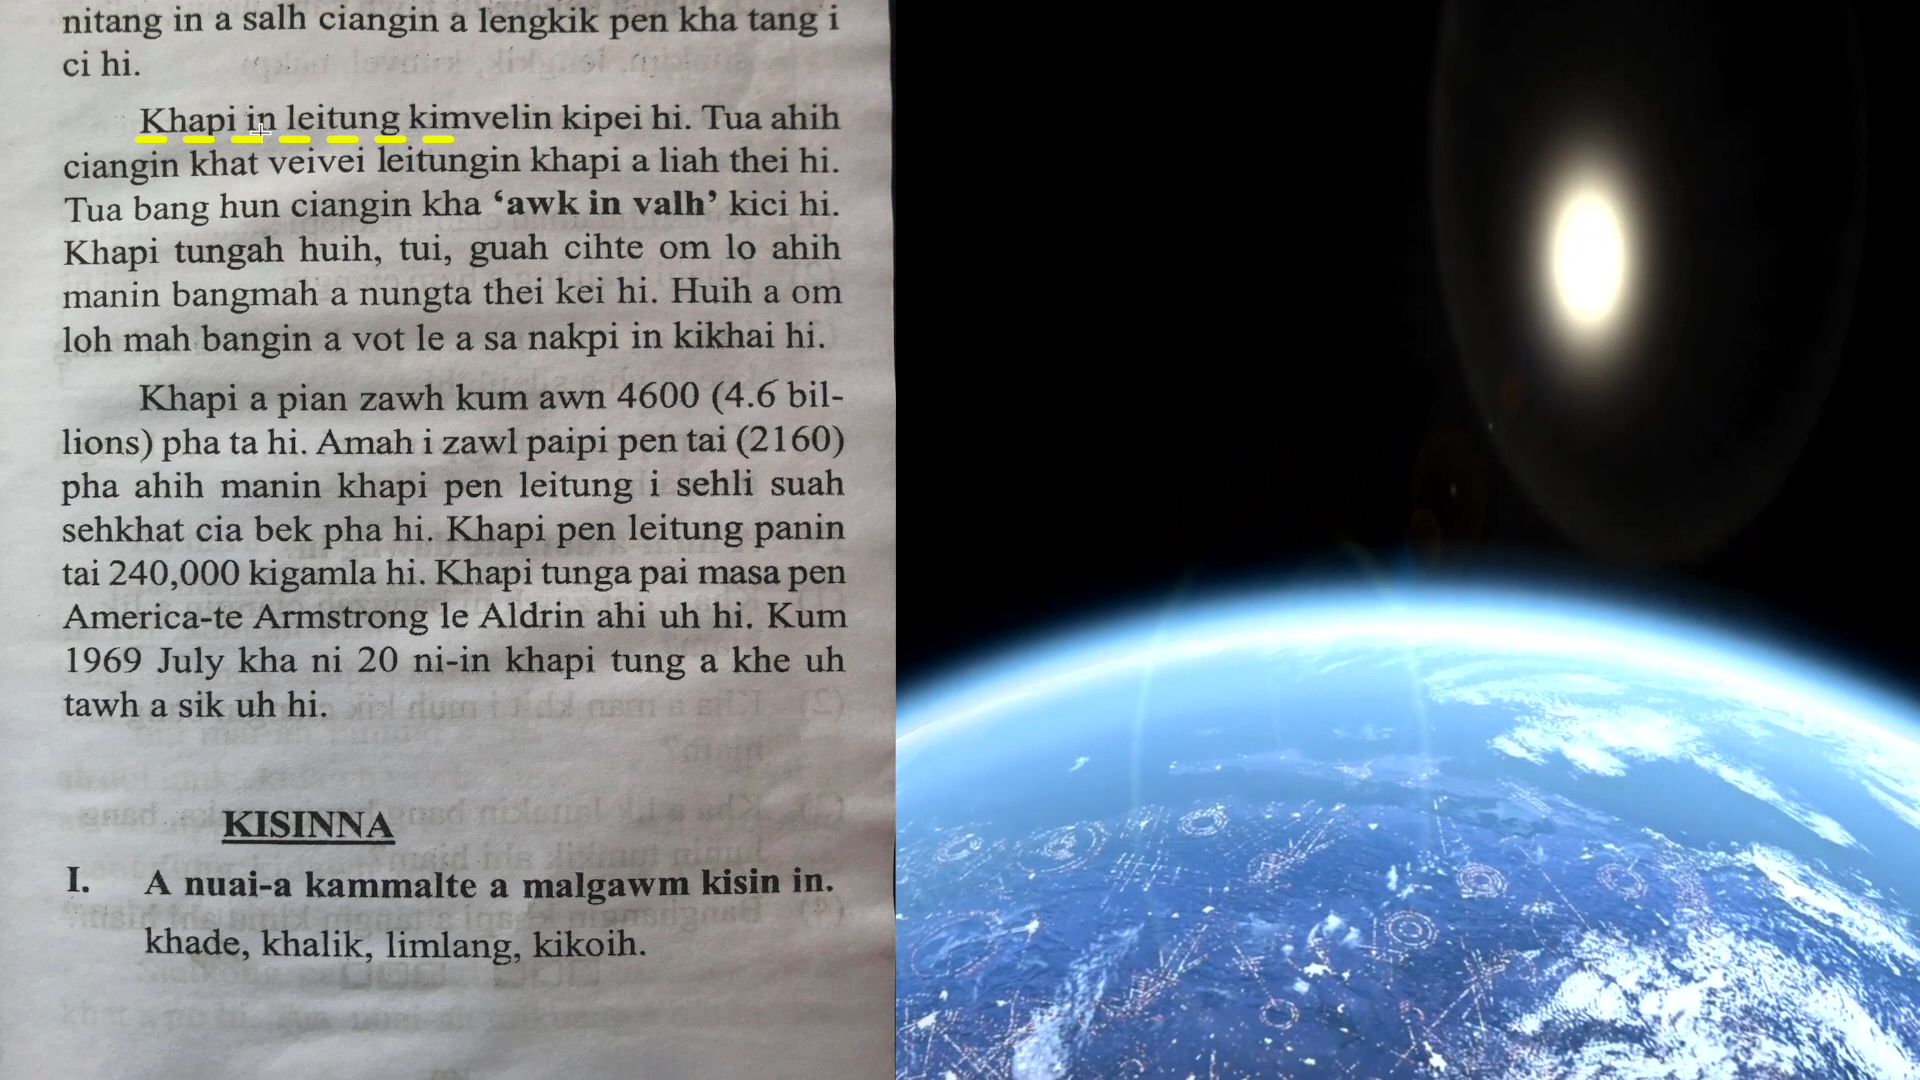 nitang in a salh ciangin a lengkik pen kha tang i
ci hi.
Khapi in leitung kimvelin kipei hi. Tua ahih
ciangin khat veivei leitungin khapi a liah thei hi.
Tua bang hun ciangin kha ‘awk in valh’ kici hi.
Khapi tungah huih, tui, guah cihte om lo ahih
manin bangmah a nungta thei kei hi. Huih a om
loh mah bangin a vot le a sa nakpi in kikhai hi.
Khapi a pian zawh kum awn 4600 (4.6 bil-
lions) pha ta hi. Amah i zawl paipi pen tai (2160)
pha ahih manin khapi pen leitung i sehli suah
sehkhat cia bek pha hi. Khapi pen leitung panin
tai 240,000 kigamla hi. Khapi tunga pai masa pen
America-te Armstrong le Aldrin ahi uh hi. Kum
1969 July kha ni 20 ni-in khapi tung a khe uh
tawh a sik uh hi.
KISINNA
I. A nuai-a kammalte a malgawm kisin in.
khade, khalik, limlang, kikoih.